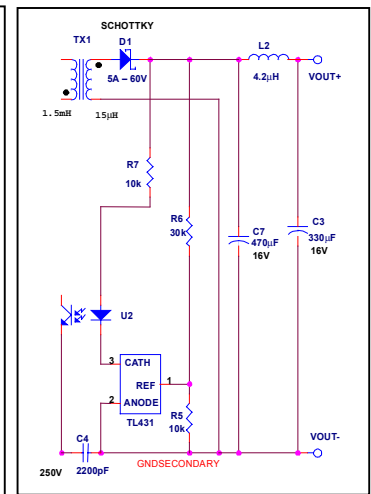 SCHOTTKY
TX1
D1
L2
5A – 60V
4.2µH
VOUT+
1.5mH
15µH
R7
10k
R6
30k
C7
470µF
16V
C3
330µF
16V
U2
3
CATH
REF
1
2
ANODE
TL431
R5
10k
C4
2200pF
250V
GNDSECONDARY
VOUT-